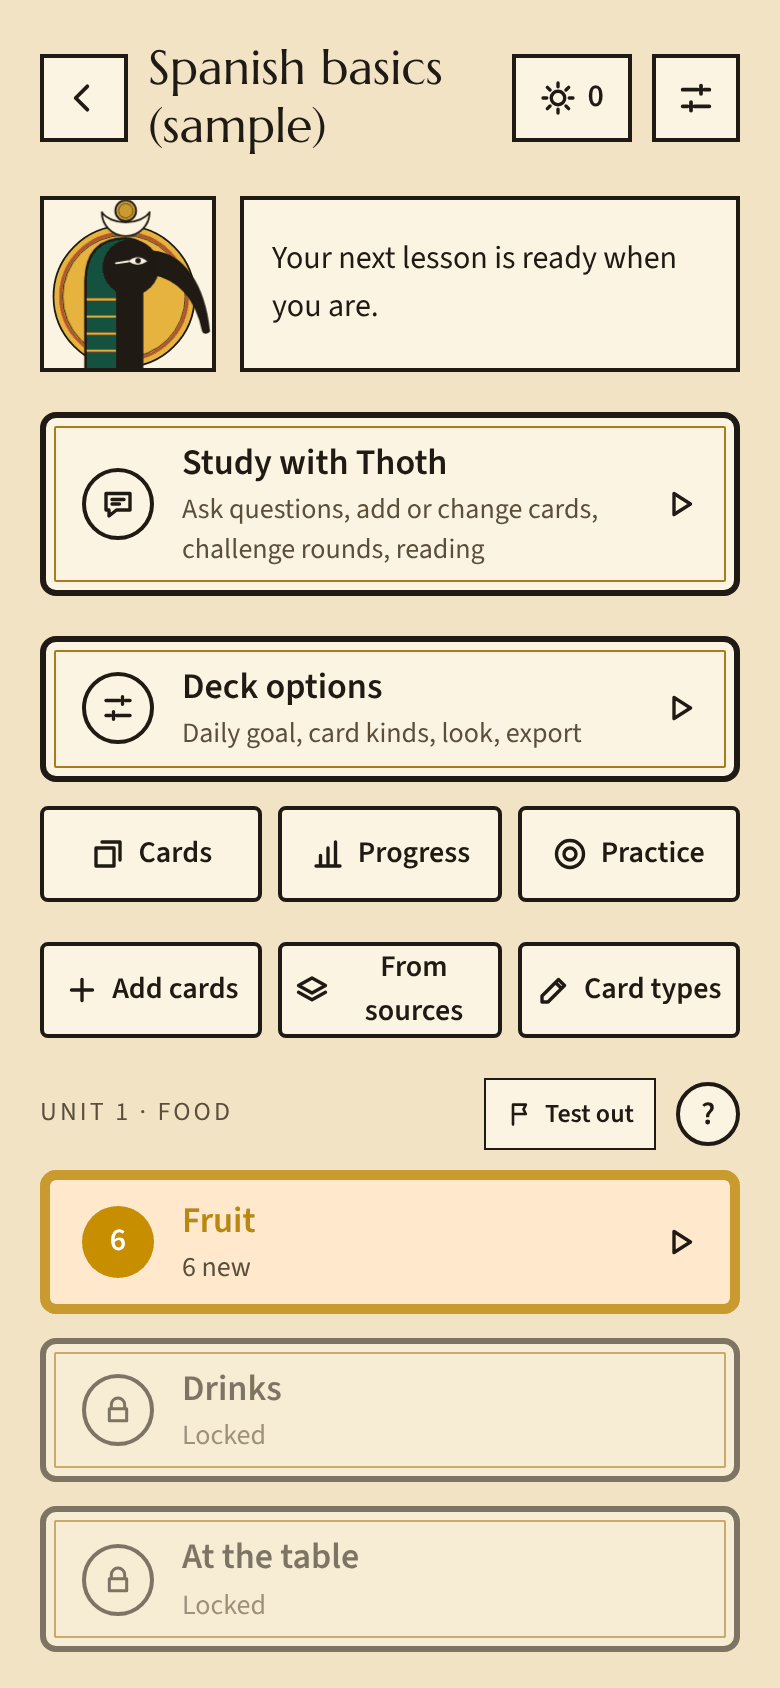 Spanish basics
(sample)
0
Your next lesson is ready when
you are.
Study with Thoth
Ask questions, add or change cards,
challenge rounds, reading
Deck options
Daily goal, card kinds, look, export
Cards
Progress
Practice
Add cards
From
sources
Card types
UNIT 1 · FOOD
Test out
?
6
Fruit
6 new
Drinks
Locked
At the table
Locked